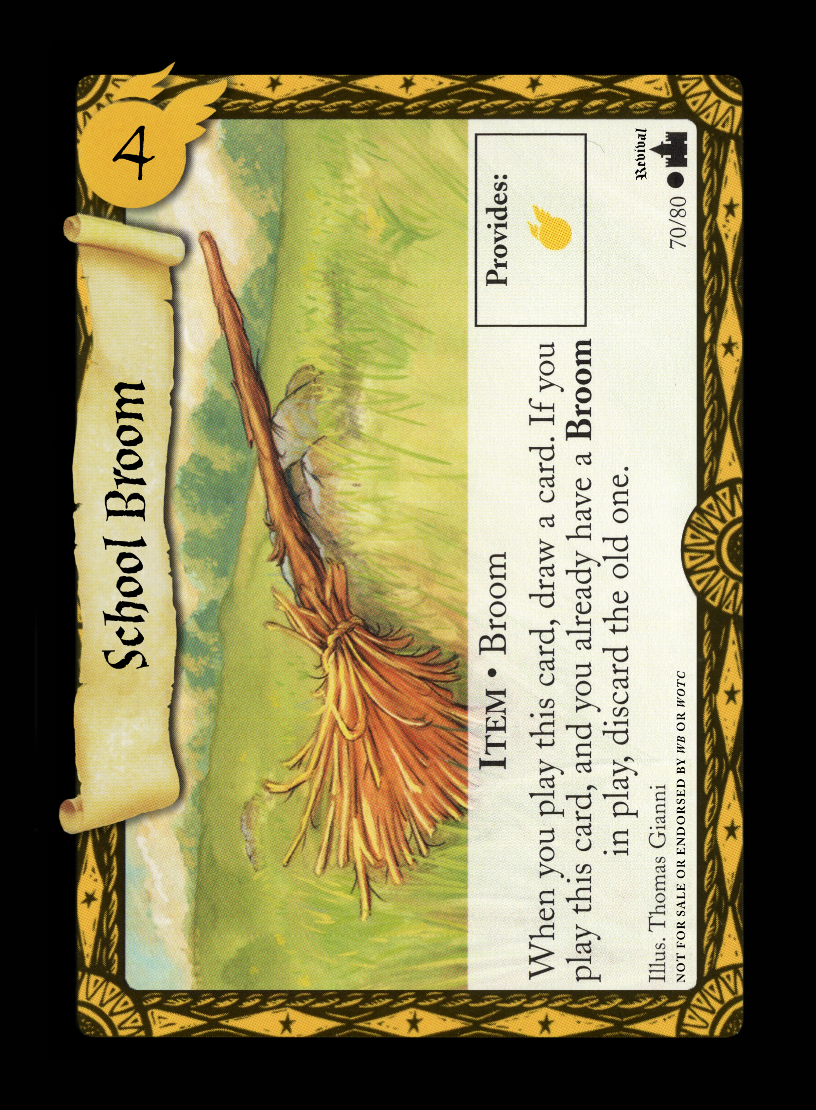 4
School Broom
ITEM • Broom
Provides:
When you play this card, draw a card. If you
play this card, and you already have a Broom
in play, discard the old one.
Illus. Thomas Gianni
NOT FOR SALE OR ENDORSED BY WB OR WOTC
Revival
70/80